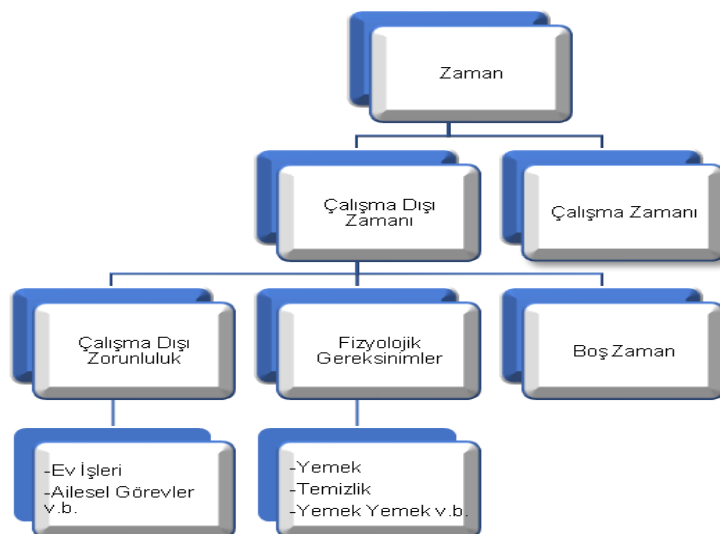 Zaman
Çalışma Dışı
Zamanı
Çalışma Zamanı
Çalışma Dışı
Zorunluluk
Fizyolojik
Gereksinimler
Boş Zaman
-Ev İşleri
-Ailesel Görevler
v.b.
-Yemek
-Temizlik
-Yemek Yemek v.b.